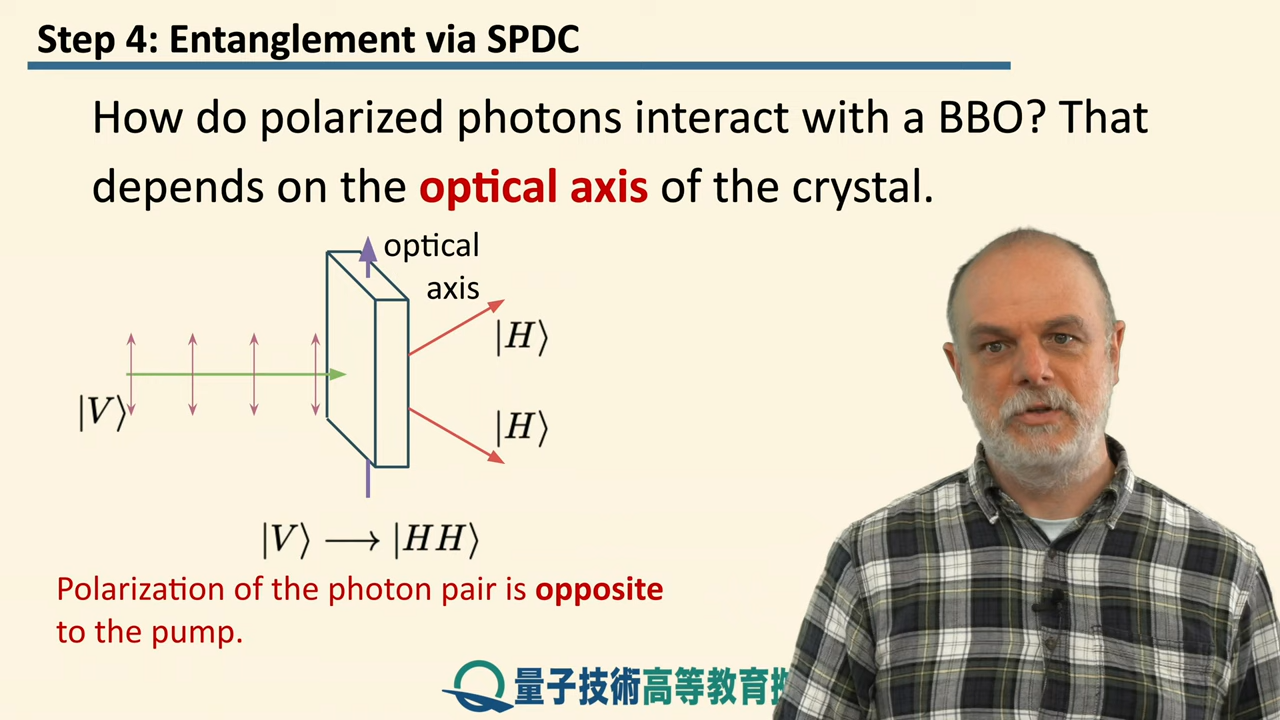 Step 4: Entanglement via SPDC
How do polarized photons interact with a BBO? That
depends on the optical axis of the crystal.
optical
axis
|H⟩
|V⟩
|H⟩
|V⟩ ⟶ |HH⟩
Polarization of the photon pair is opposite
to the pump.
量子技術高等教育